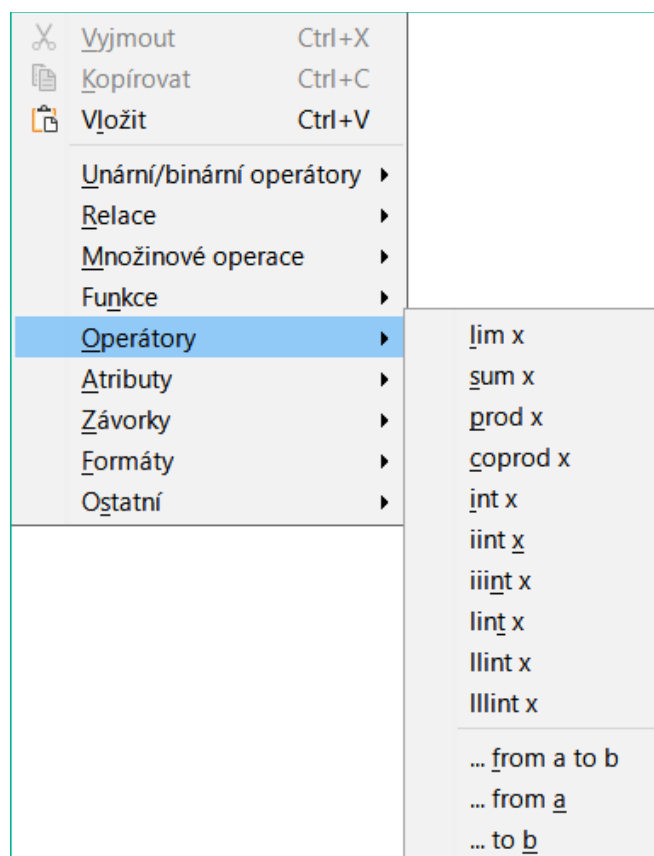 Vyjmout Ctrl+X
Kopírovat Ctrl+C
Vložit Ctrl+V
Unární/binární operátory
Relace
Množinové operace
Funkce
Operátory
Atributy
Závorky
Formáty
Ostatní
lim x
sum x
prod x
coprod x
int x
iint x
iiint x
lint x
llint x
lllint x
... from a to b
... from a
... to b